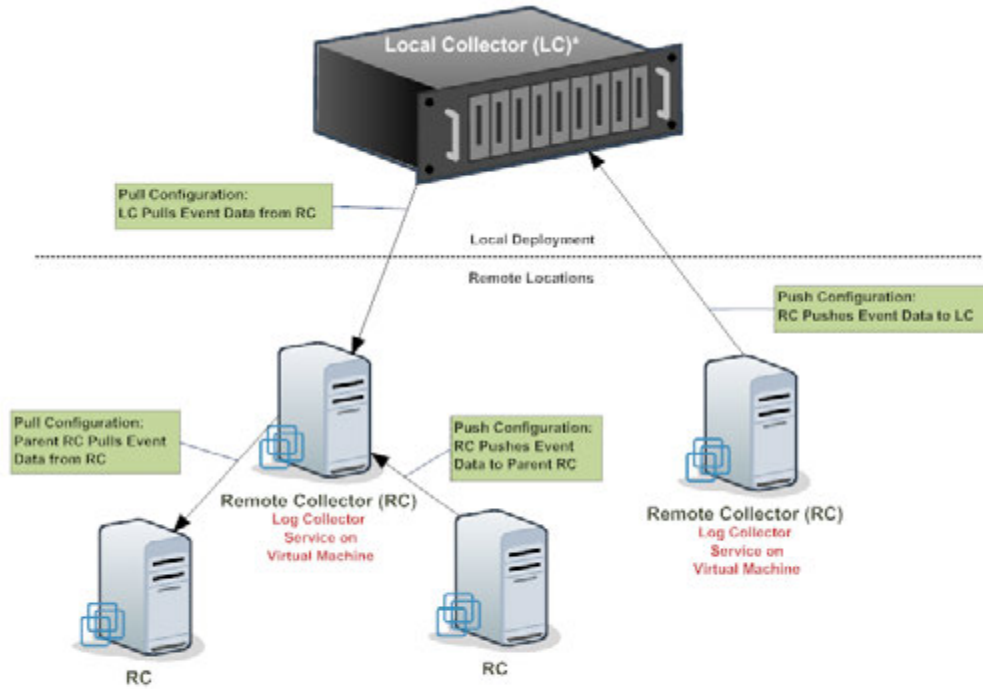 Local Collector (LC)*
Pull Configuration:
LC Pulls Event Data from RC
Local Deployment
Remote Locations
Push Configuration:
RC Pushes Event Data to LC
Pull Configuration:
Parent RC Pulls Event
Data from RC
Push Configuration:
RC Pushes Event
Data to Parent RC
Remote Collector (RC)
Log Collector
Service on
Virtual Machine
Remote Collector (RC)
Log Collector
Service on
Virtual Machine
RC
RC